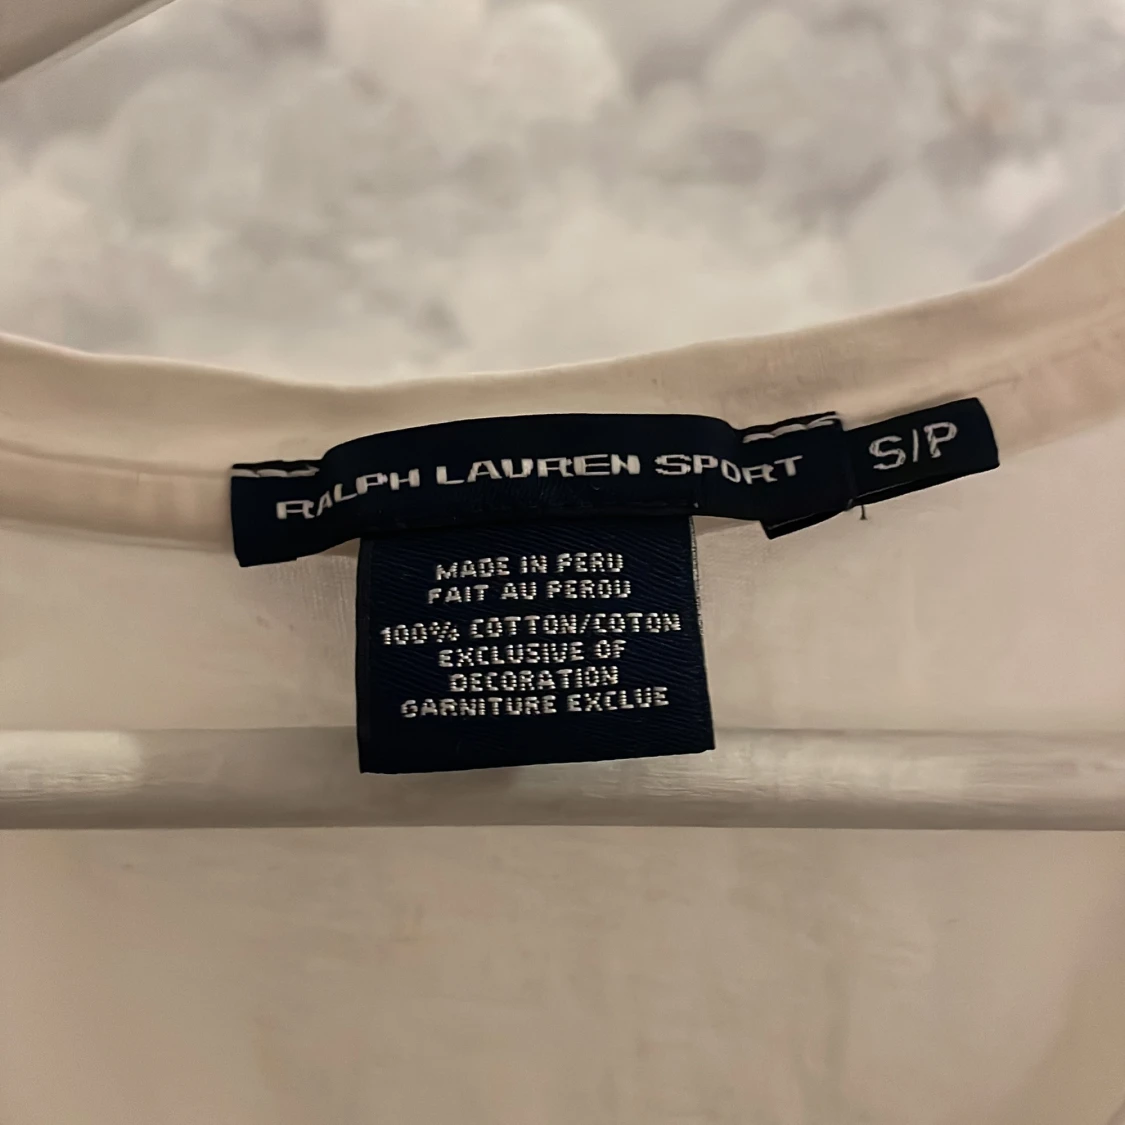 RALPH LAUREN SPORT
S/P
MADE IN PERU
FAIT AU PEROU
100% COTTON/COTON
EXCLUSIVE OF
DECORATION
GARNITURE EXCLUE